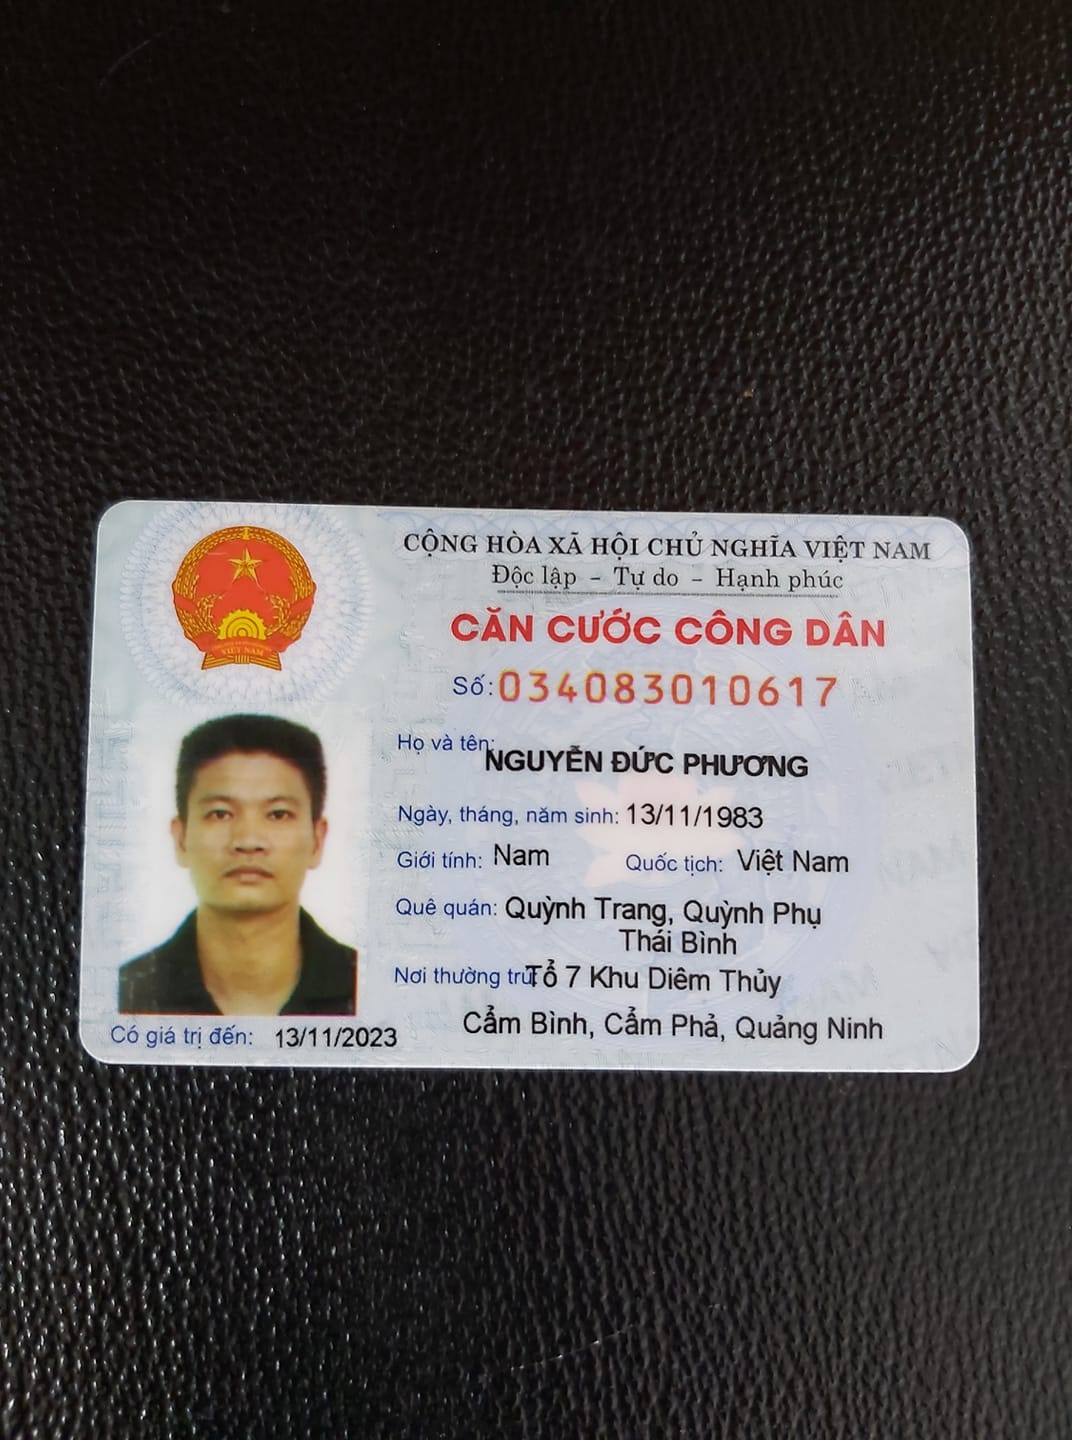 CỘNG HÒA XÃ HỘI CHỦ NGHĨA VIỆT NAM
Độc lập - Tự do - Hạnh phúc
CĂN CƯỚC CÔNG DÂN
Số: 034083010617
Họ và tên: NGUYỄN ĐỨC PHƯƠNG
Ngày, tháng, năm sinh: 13/11/1983
Giới tính: Nam Quốc tịch: Việt Nam
Quê quán: Quỳnh Trang, Quỳnh Phụ
Thái Bình
Nơi thường trú: Tổ 7 Khu Diêm Thủy
Cẩm Bình, Cẩm Phả, Quảng Ninh
Có giá trị đến: 13/11/2023
VIỆT NAM